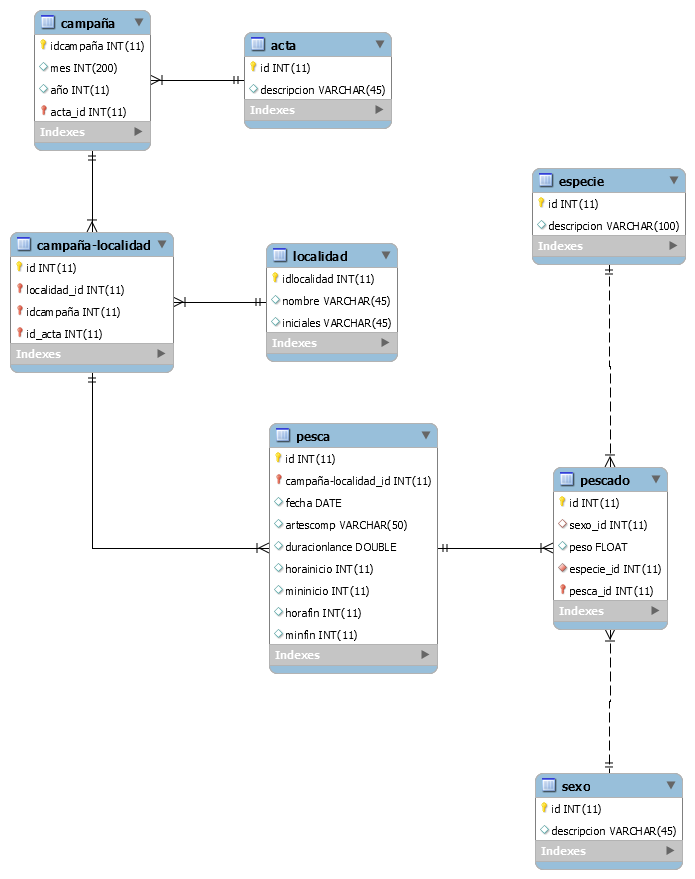 campaña
idcampaña INT(11)
mes INT(200)
año INT(11)
acta_id INT(11)
Indexes
acta
id INT(11)
descripcion VARCHAR(45)
Indexes
especie
id INT(11)
descripcion VARCHAR(100)
Indexes
campaña-localidad
id INT(11)
localidad_id INT(11)
idcampaña INT(11)
id_acta INT(11)
Indexes
localidad
idlocalidad INT(11)
nombre VARCHAR(45)
iniciales VARCHAR(45)
Indexes
pesca
id INT(11)
campaña-localidad_id INT(11)
fecha DATE
artescomp VARCHAR(50)
duracionlance DOUBLE
horainicio INT(11)
mininicio INT(11)
horafin INT(11)
minfin INT(11)
Indexes
pescado
id INT(11)
sexo_id INT(11)
peso FLOAT
especie_id INT(11)
pesca_id INT(11)
Indexes
sexo
id INT(11)
descripcion VARCHAR(45)
Indexes